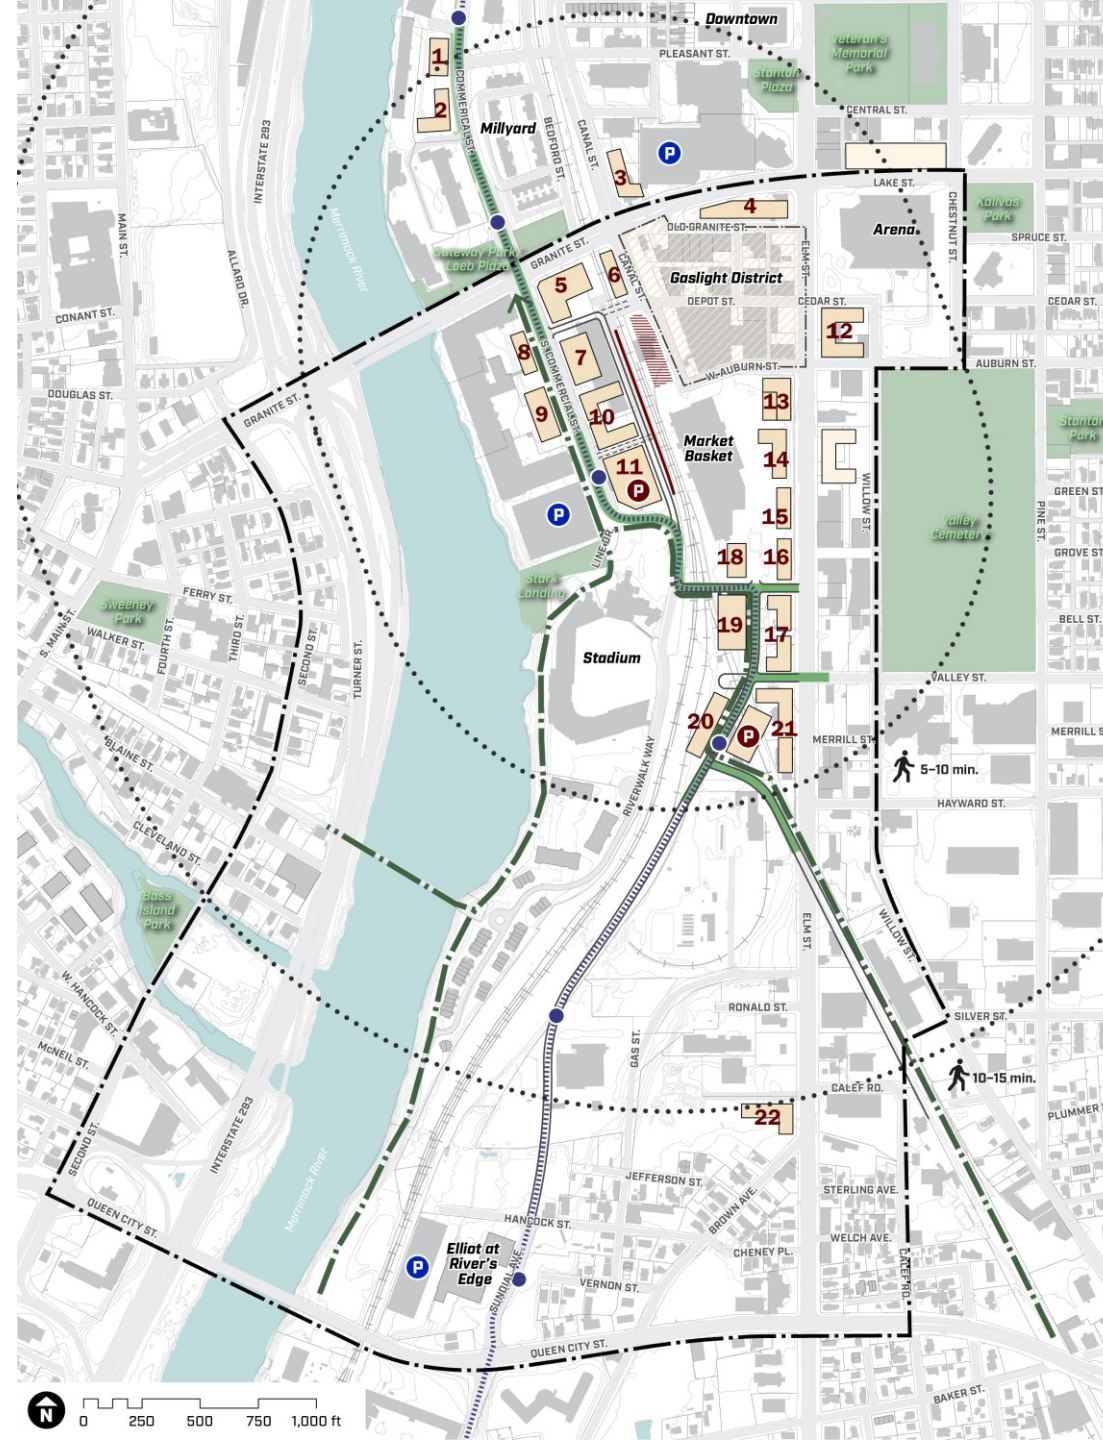 Downtown
Veteran's
Memorial
Park
PLEASANT ST.
Stanton
Plaza
1
COMMERICAL ST.
2
Millyard
BEDFORD ST.
CANAL ST.
CENTRAL ST.
P
INTERSTATE 293
3
LAKE ST.
4
Kalivas
Park
CHESTNUT ST.
MAIN ST.
Merrimack River
OLD GRANITE ST.
Arena
SPRUCE ST.
Gateway Park/
Loeb Plaza
GRANITE ST.
ELM ST.
ALLARD DR.
5
6
CANAL ST.
Gaslight District
DEPOT ST.
CEDAR ST.
CEDAR ST.
CONANT ST.
12
8
7
S. COMMERCIAL ST.
W. AUBURN ST.
AUBURN ST.
DOUGLAS ST.
GRANITE ST.
9
10
13
Stanton
Park
Market
Basket
14
11
P
P
15
WILLOW ST.
GREEN ST
PINE ST.
Valley
Cemetery
LINE DR.
18
16
GROVE ST
Stark
Landing
FERRY ST.
Sweeney
Park
S. MAIN ST.
WALKER ST.
FOURTH ST.
THIRD ST.
SECOND ST.
TURNER ST.
19
17
BELL ST.
Stadium
VALLEY ST.
20
P
21
MERRILL ST.
MERRILL S
BLAINE ST.
RIVERWALK WAY
5-10 min.
HAYWARD ST.
CLEVELAND ST.
Bass
Island
Park
ELM ST.
WILLOW ST.
W. HANCOCK ST.
RONALD ST.
SILVER ST.
McNEIL ST.
GAS ST.
10-15 min.
CALEF RD.
22
PLUMMER
INTERSTATE 293
SECOND ST.
Merrimack River
JEFFERSON ST.
BROWN AVE.
STERLING AVE.
QUEEN CITY ST.
HANCOCK ST.
WELCH AVE.
CHENEY PL.
CALEF RD.
P
Elliot at
River's
Edge
SUNDIAL AVE.
VERNON ST.
QUEEN CITY ST.
BAKER ST.
N
0 250 500 750 1,000 ft